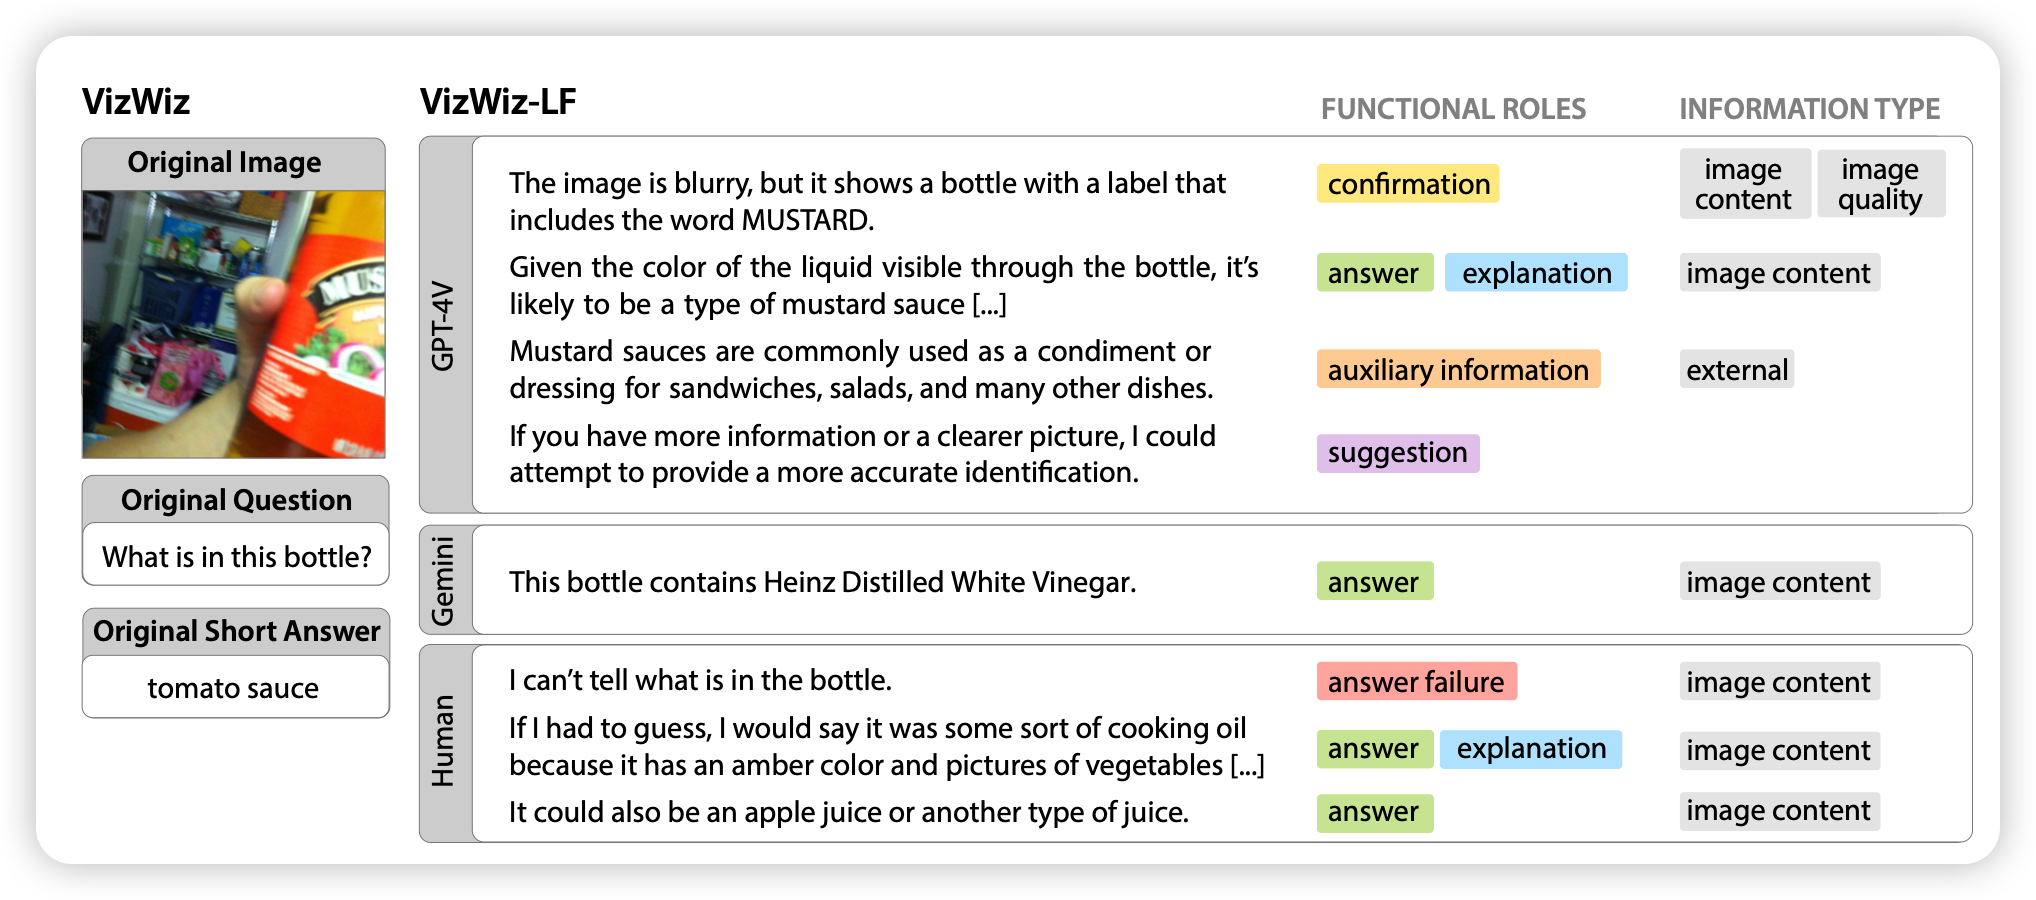 VizWiz
Original Image
MUS
Original Question
What is in this bottle?
Original Short Answer
tomato sauce
VizWiz-LF
FUNCTIONAL ROLES
INFORMATION TYPE
GPT-4V
The image is blurry, but it shows a bottle with a label that
includes the word MUSTARD.
confirmation
image
content
image
quality
Given the color of the liquid visible through the bottle, it’s
likely to be a type of mustard sauce [...]
answer
explanation
image content
Mustard sauces are commonly used as a condiment or
dressing for sandwiches, salads, and many other dishes.
auxiliary information
external
If you have more information or a clearer picture, I could
attempt to provide a more accurate identification.
suggestion
Gemini
This bottle contains Heinz Distilled White Vinegar.
answer
image content
Human
I can’t tell what is in the bottle.
answer failure
image content
If I had to guess, I would say it was some sort of cooking oil
because it has an amber color and pictures of vegetables [...]
answer
explanation
image content
It could also be an apple juice or another type of juice.
answer
image content